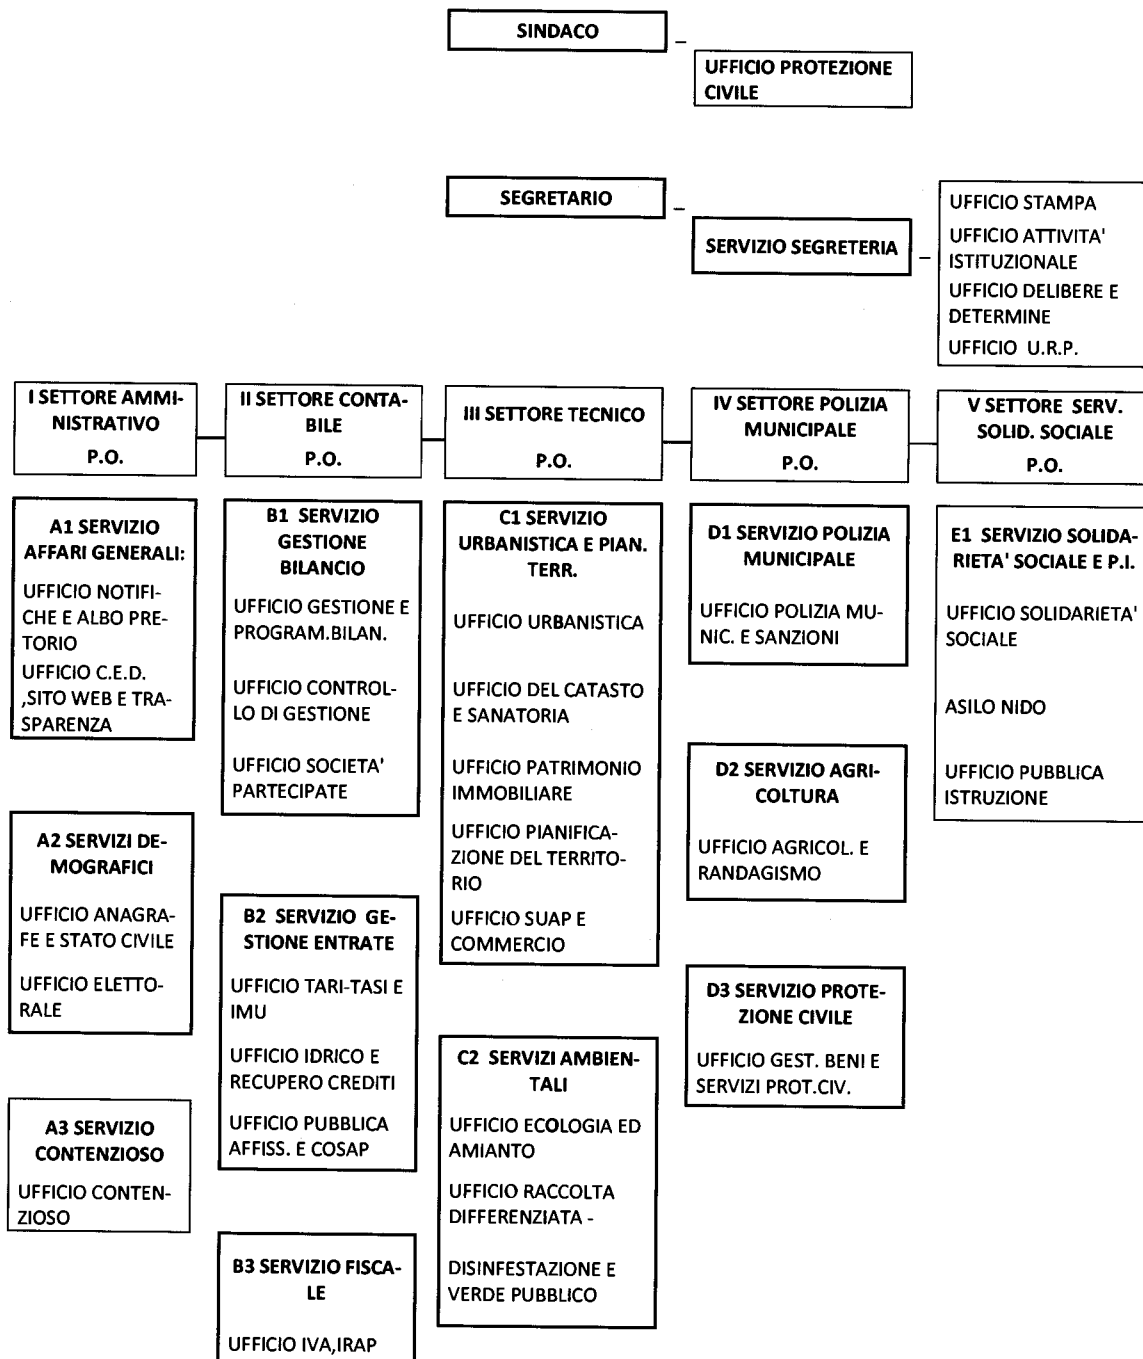 SINDACO
UFFICIO PROTEZIONE
CIVILE
SEGRETARIO
SERVIZIO SEGRETERIA
UFFICIO STAMPA
UFFICIO ATTIVITA'
ISTITUZIONALE
UFFICIO DELIBERE E
DETERMINE
UFFICIO U.R.P.
I SETTORE AMMI-
NISTRATIVO
P.O.
II SETTORE CONTA-
BILE
P.O.
III SETTORE TECNICO
P.O.
IV SETTORE POLIZIA
MUNICIPALE
P.O.
V SETTORE SERV.
SOLID. SOCIALE
P.O.
A1 SERVIZIO
AFFARI GENERALI:
UFFICIO NOTIFI-
CHE E ALBO PRE-
TORIO
UFFICIO C.E.D.
,SITO WEB E TRA-
SPARENZA
A2 SERVIZI DE-
MOGRAFICI
UFFICIO ANAGRA-
FE E STATO CIVILE
UFFICIO ELETTO-
RALE
A3 SERVIZIO
CONTENZIOSO
UFFICIO CONTEN-
ZIOSO
B1 SERVIZIO
GESTIONE
BILANCIO
UFFICIO GESTIONE E
PROGRAM.BILAN.
UFFICIO CONTROL-
LO DI GESTIONE
UFFICIO SOCIETA'
PARTECIPATE
B2 SERVIZIO GE-
STIONE ENTRATE
UFFICIO TARI-TASI E
IMU
UFFICIO IDRICO E
RECUPERO CREDITI
UFFICIO PUBBLICA
AFFISS. E COSAP
B3 SERVIZIO FISCA-
LE
UFFICIO IVA,IRAP
C1 SERVIZIO
URBANISTICA E PIAN.
TERR.
UFFICIO URBANISTICA
UFFICIO DEL CATASTO
E SANATORIA
UFFICIO PATRIMONIO
IMMOBILIARE
UFFICIO PIANIFICA-
ZIONE DEL TERRITO-
RIO
UFFICIO SUAP E
COMMERCIO
C2 SERVIZI AMBIEN-
TALI
UFFICIO ECOLOGIA ED
AMIANTO
UFFICIO RACCOLTA
DIFFERENZIATA -
DISINFESTAZIONE E
VERDE PUBBLICO
D1 SERVIZIO POLIZIA
MUNICIPALE
UFFICIO POLIZIA MU-
NIC. E SANZIONI
D2 SERVIZIO AGRI-
COLTURA
UFFICIO AGRICOL. E
RANDAGISMO
D3 SERVIZIO PROTE-
ZIONE CIVILE
UFFICIO GEST. BENI E
SERVIZI PROT.CIV.
E1 SERVIZIO SOLIDA-
RIETA' SOCIALE E P.I.
UFFICIO SOLIDARIETA'
SOCIALE
ASILO NIDO
UFFICIO PUBBLICA
ISTRUZIONE